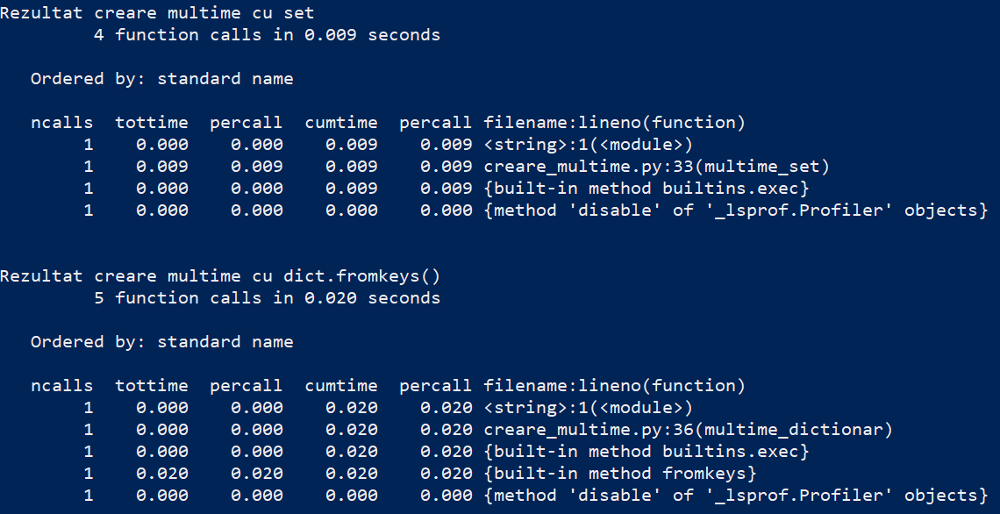 Rezultat creare multime cu set
         4 function calls in 0.009 seconds

   Ordered by: standard name

   ncalls  tottime  percall  cumtime  percall filename:lineno(function)
        1    0.000    0.000    0.009    0.009 <string>:1(<module>)
        1    0.009    0.009    0.009    0.009 creare_multime.py:33(multime_set)
        1    0.000    0.000    0.009    0.009 {built-in method builtins.exec}
        1    0.000    0.000    0.000    0.000 {method 'disable' of '_lsprof.Profiler' objects}


Rezultat creare multime cu dict.fromkeys()
         5 function calls in 0.020 seconds

   Ordered by: standard name

   ncalls  tottime  percall  cumtime  percall filename:lineno(function)
        1    0.000    0.000    0.020    0.020 <string>:1(<module>)
        1    0.000    0.000    0.020    0.020 creare_multime.py:36(multime_dictionar)
        1    0.000    0.000    0.020    0.020 {built-in method builtins.exec}
        1    0.020    0.020    0.020    0.020 {built-in method fromkeys}
        1    0.000    0.000    0.000    0.000 {method 'disable' of '_lsprof.Profiler' objects}